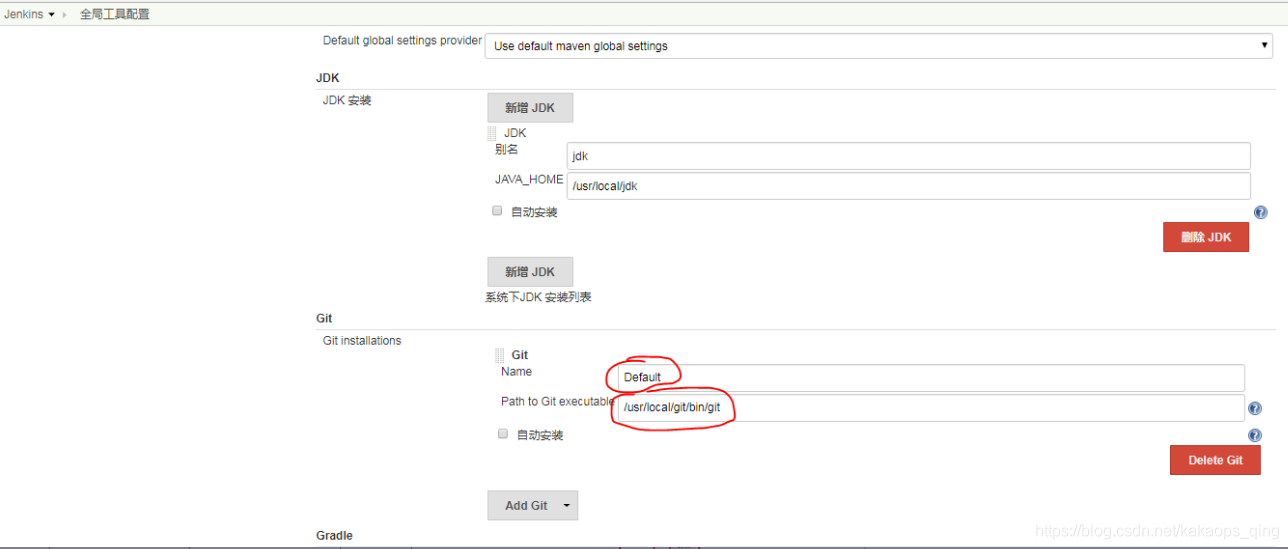 Jenkins 全局工具配置
Default global settings provider Use default maven global settings
JDK
JDK 安装 新增 JDK
JDK
别名 jdk
JAVA_HOME /usr/local/jdk
自动安装
删除 JDK
新增 JDK
系统下JDK 安装列表
Git
Git installations
Git
Name Default
Path to Git executable /usr/local/git/bin/git
自动安装
Delete Git
Add Git
Gradle
https://blog.csdn.net/kakaops_qing